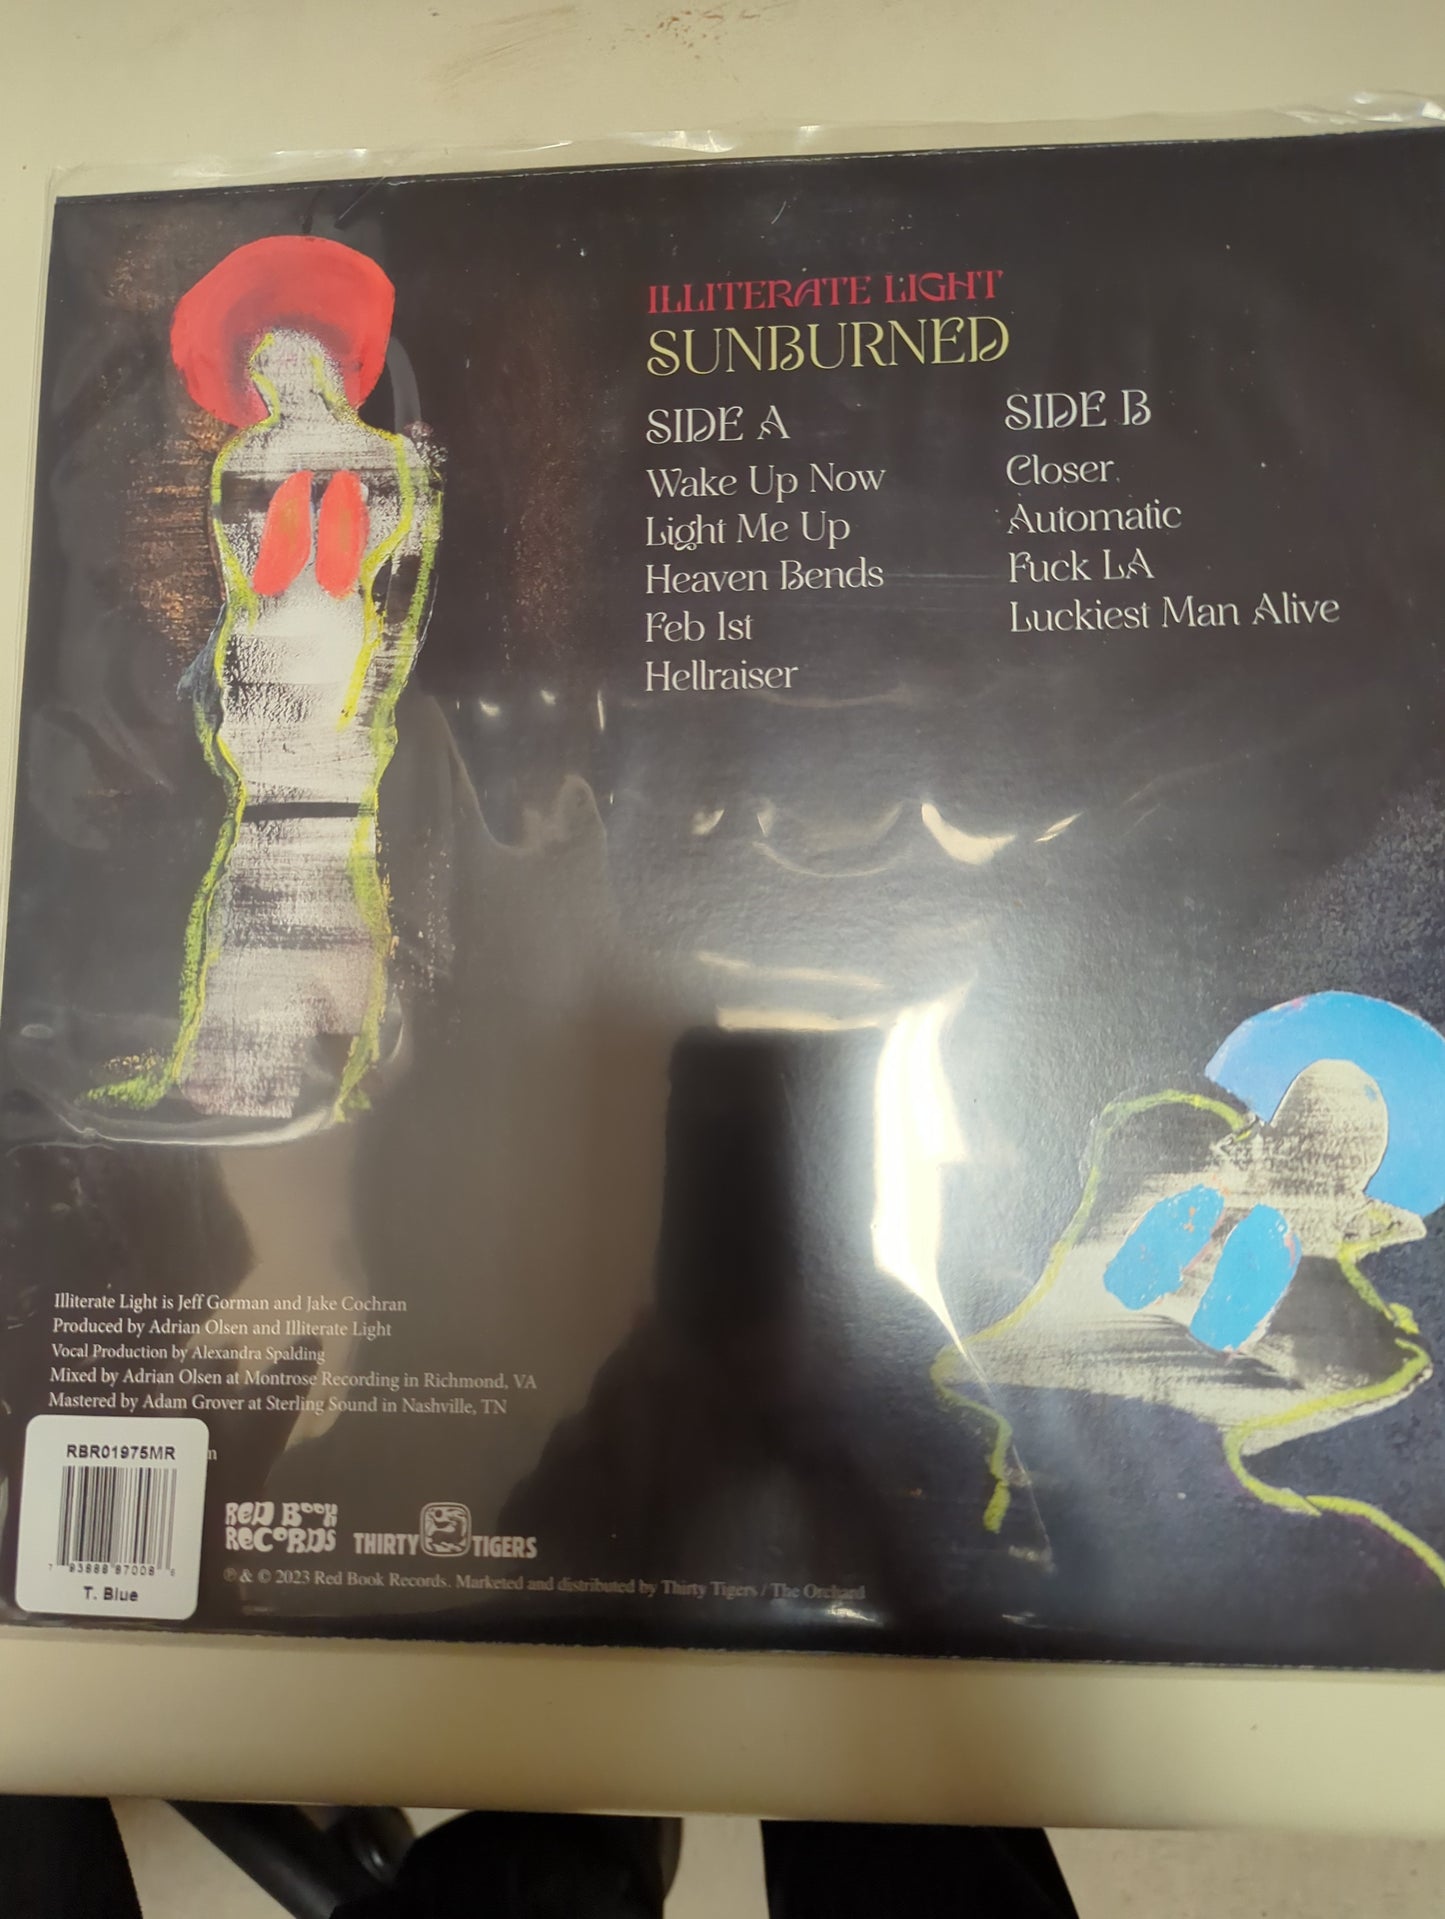 ILLITERATE LIGHT
SUNBURNED
SIDE A
Wake Up Now
Light Me Up
Heaven Bends
Feb 1st
Hellraiser
SIDE B
Closer
Automatic
Fuck LA
Luckiest Man Alive
Illiterate Light is Jeff Gorman and Jake Cochran
Produced by Adrian Olsen and Illiterate Light
Vocal Production by Alexandra Spalding
Mixed by Adrian Olsen at Montrose Recording in Richmond, VA
Mastered by Adam Grover at Sterling Sound in Nashville, TN
RBR01975MR
T. Blue
RED BOOK
RECORDS
THIRTY TIGERS
℗ & © 2023 Red Book Records. Marketed and distributed by Thirty Tigers / The Orchard